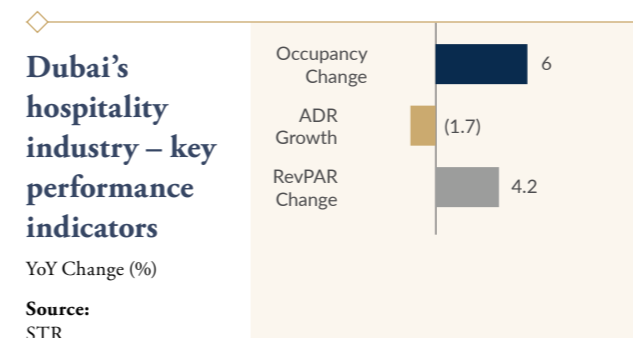 Dubai’s
hospitality
industry – key
performance
indicators
YoY Change (%)
Source:
STR
Occupancy
Change
6
ADR
Growth
(1.7)
RevPAR
Change
4.2